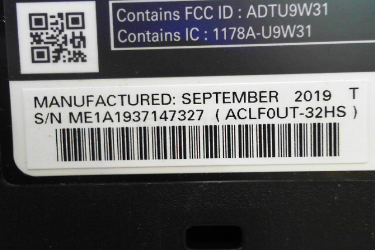 Contains FCC ID : ADTU9W31
Contains IC : 1178A-U9W31
MANUFACTURED: SEPTEMBER 2019 T
S/N ME1A1937147327 ( ACLF0UT-32HS )